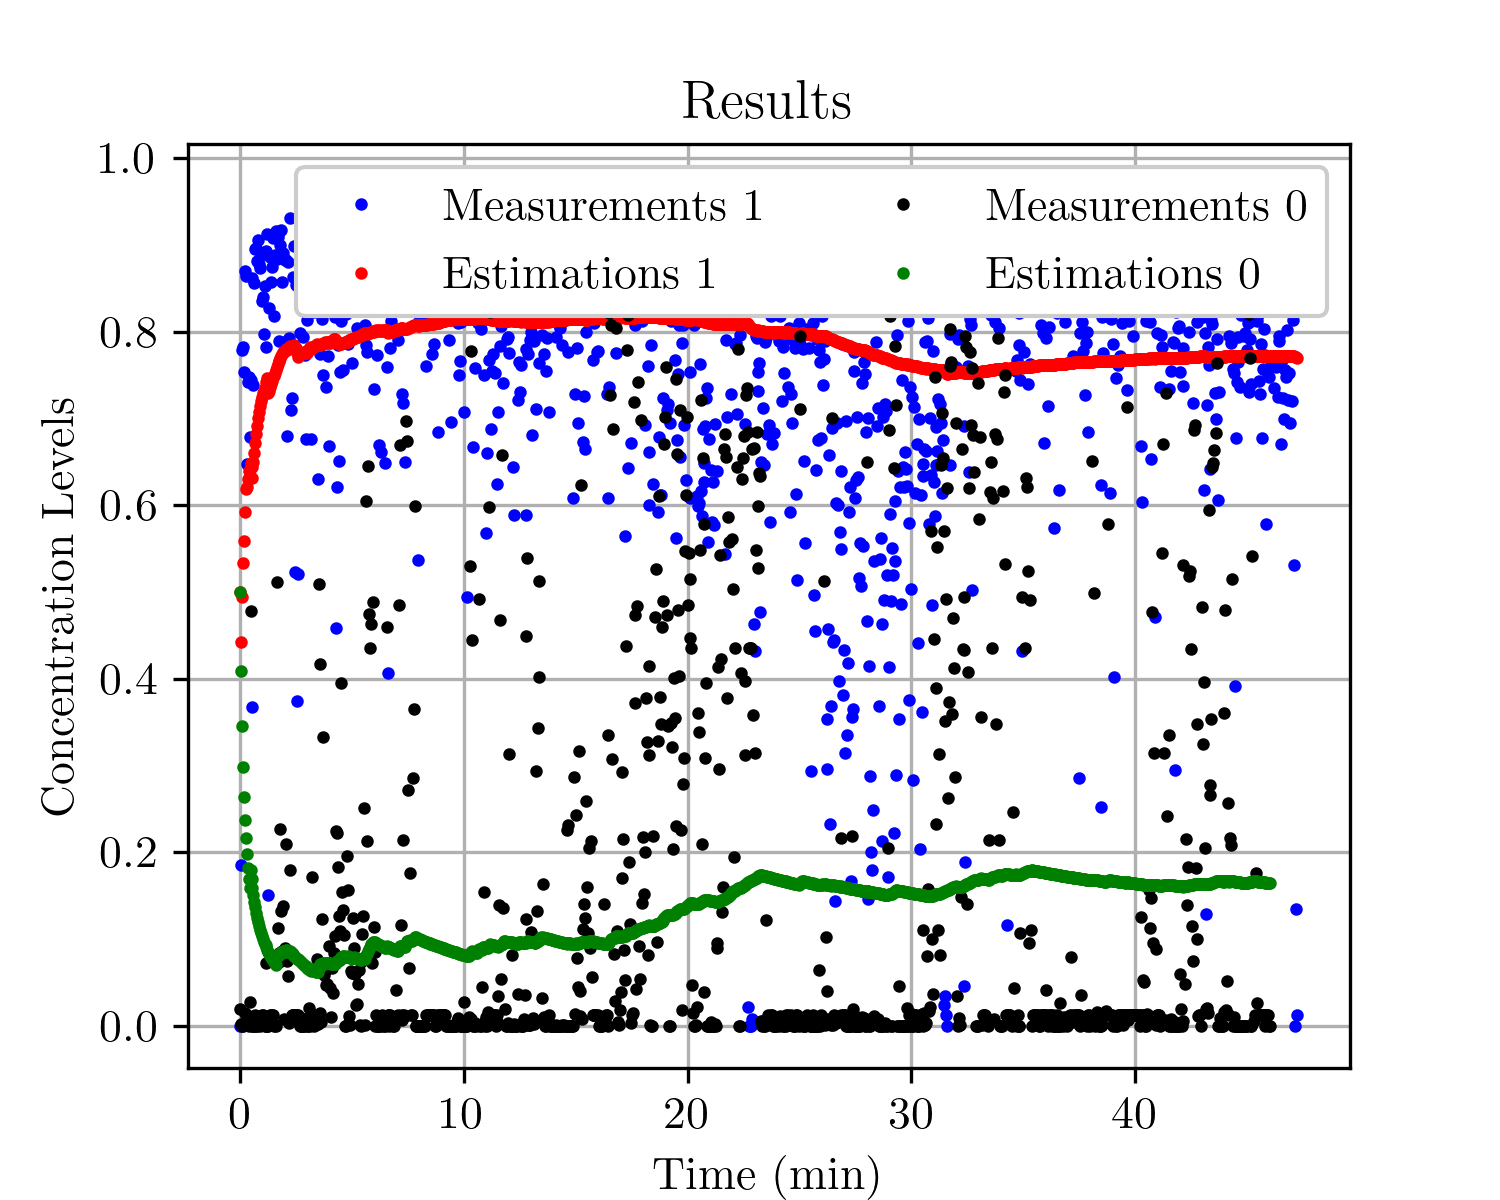 Results
Measurements 1
Estimations 1
Measurements 0
Estimations 0
Concentration Levels
1.0
0.8
0.6
0.4
0.2
0.0
0 10 20 30 40
Time (min)